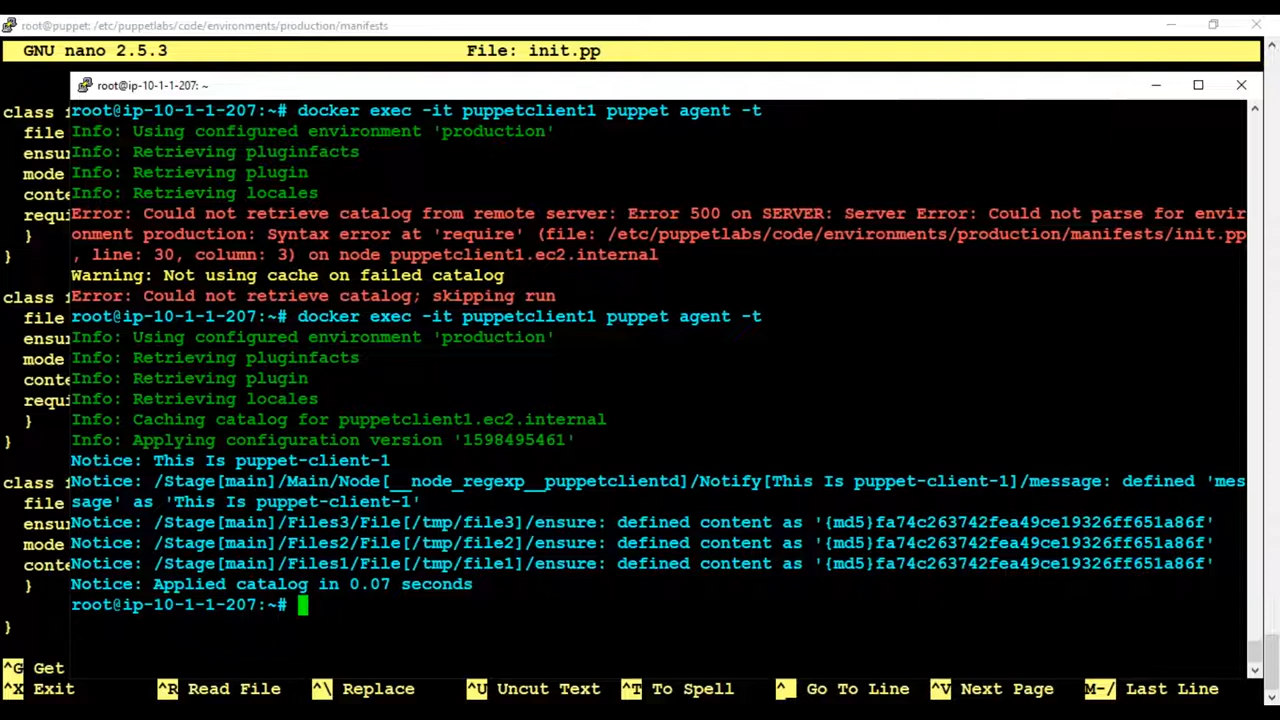 root@puppet: /etc/puppetlabs/code/environments/production/manifests
GNU nano 2.5.3 File: init.pp
root@ip-10-1-1-207: ~
class f
file
ensu
mode
conte
requi
}
}
class f
file
ensur
mode
conte
requi
}
}
class f
file
ensur
mode
conte
}
}
root@ip-10-1-1-207:~# docker exec -it puppetclient1 puppet agent -t
Info: Using configured environment 'production'
Info: Retrieving pluginfacts
Info: Retrieving plugin
Info: Retrieving locales
Error: Could not retrieve catalog from remote server: Error 500 on SERVER: Server Error: Could not parse for envir
onment production: Syntax error at 'require' (file: /etc/puppetlabs/code/environments/production/manifests/init.pp
, line: 30, column: 3) on node puppetclient1.ec2.internal
Warning: Not using cache on failed catalog
Error: Could not retrieve catalog; skipping run
root@ip-10-1-1-207:~# docker exec -it puppetclient1 puppet agent -t
Info: Using configured environment 'production'
Info: Retrieving pluginfacts
Info: Retrieving plugin
Info: Retrieving locales
Info: Caching catalog for puppetclient1.ec2.internal
Info: Applying configuration version '1598495461'
Notice: This Is puppet-client-1
Notice: /Stage[main]/Main/Node[__node_regexp__puppetclientd]/Notify[This Is puppet-client-1]/message: defined 'mes
sage' as 'This Is puppet-client-1'
Notice: /Stage[main]/Files3/File[/tmp/file3]/ensure: defined content as '{md5}fa74c263742fea49ce19326ff651a86f'
Notice: /Stage[main]/Files2/File[/tmp/file2]/ensure: defined content as '{md5}fa74c263742fea49ce19326ff651a86f'
Notice: /Stage[main]/Files1/File[/tmp/file1]/ensure: defined content as '{md5}fa74c263742fea49ce19326ff651a86f'
Notice: Applied catalog in 0.07 seconds
root@ip-10-1-1-207:~#
^G Get
^X Exit ^R Read File ^\ Replace ^U Uncut Text ^T To Spell ^_ Go To Line ^V Next Page M-/ Last Line